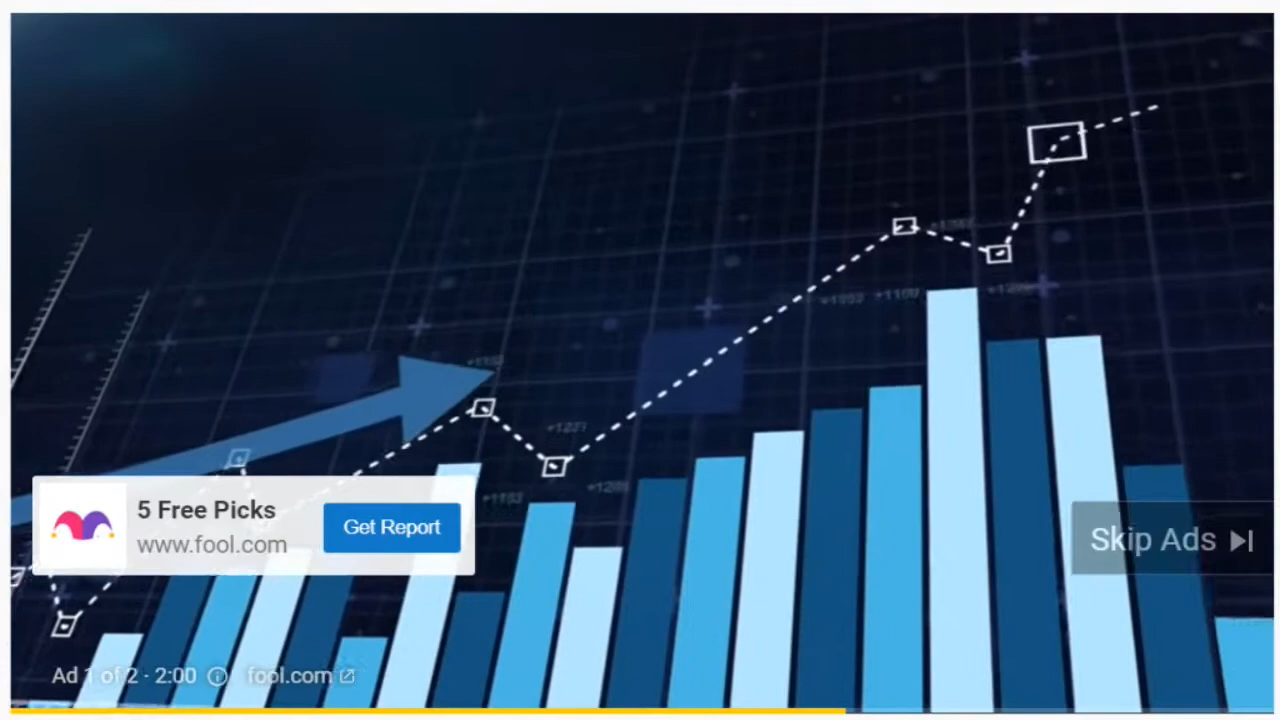 5 Free Picks
www.fool.com
Get Report
Skip Ads
Ad 1 of 2 · 2:00
fool.com